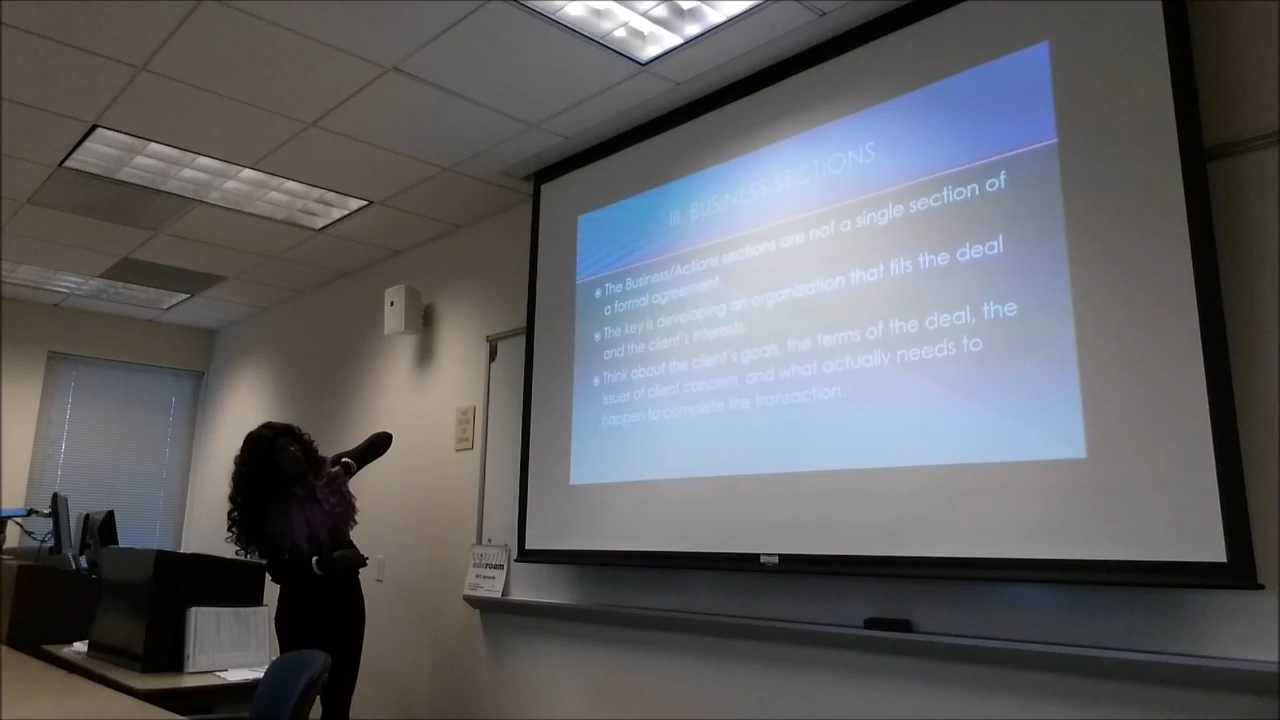 III. BUSINESS SECTIONS
The Business/Actions sections are not a single section of
a formal agreement.
The key is developing an organization that fits the deal
and the client's interests.
Think about the client's goals, the terms of the deal, the
issues of client concern, and what actually needs to
happen to complete the transaction.
eduroam